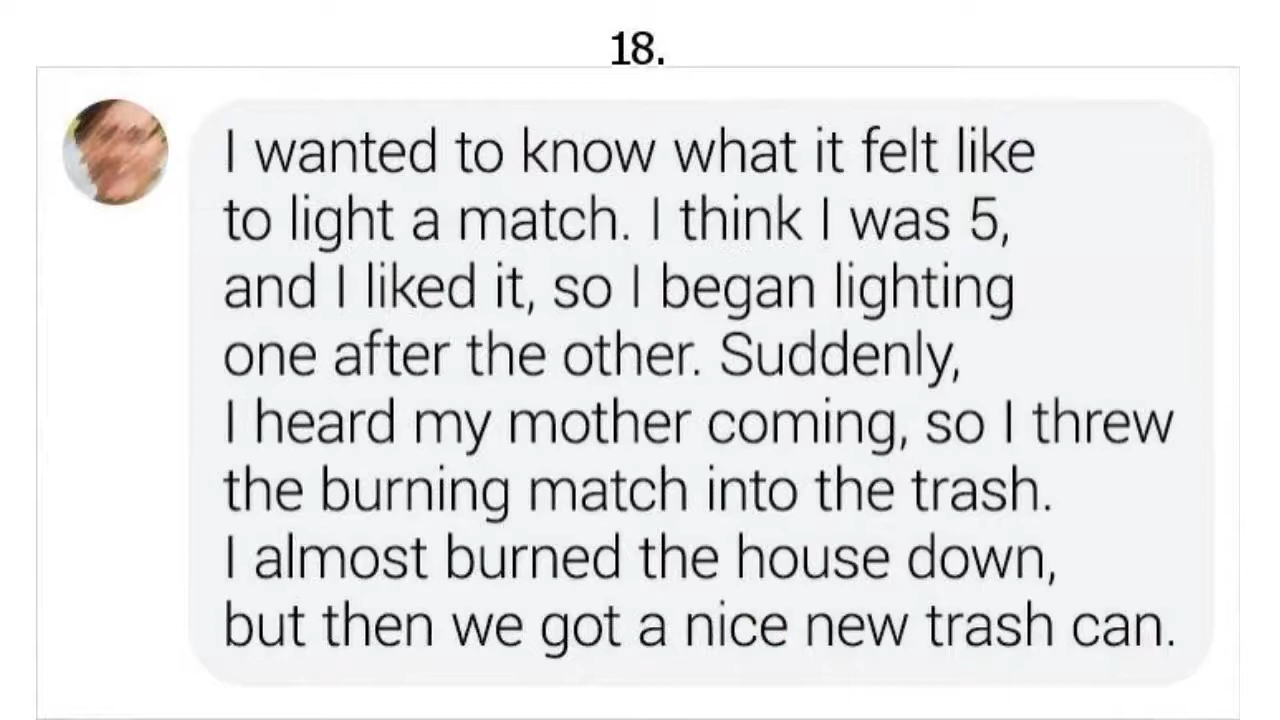 18.
I wanted to know what it felt like
to light a match. I think I was 5,
and I liked it, so I began lighting
one after the other. Suddenly,
I heard my mother coming, so I threw
the burning match into the trash.
I almost burned the house down,
but then we got a nice new trash can.